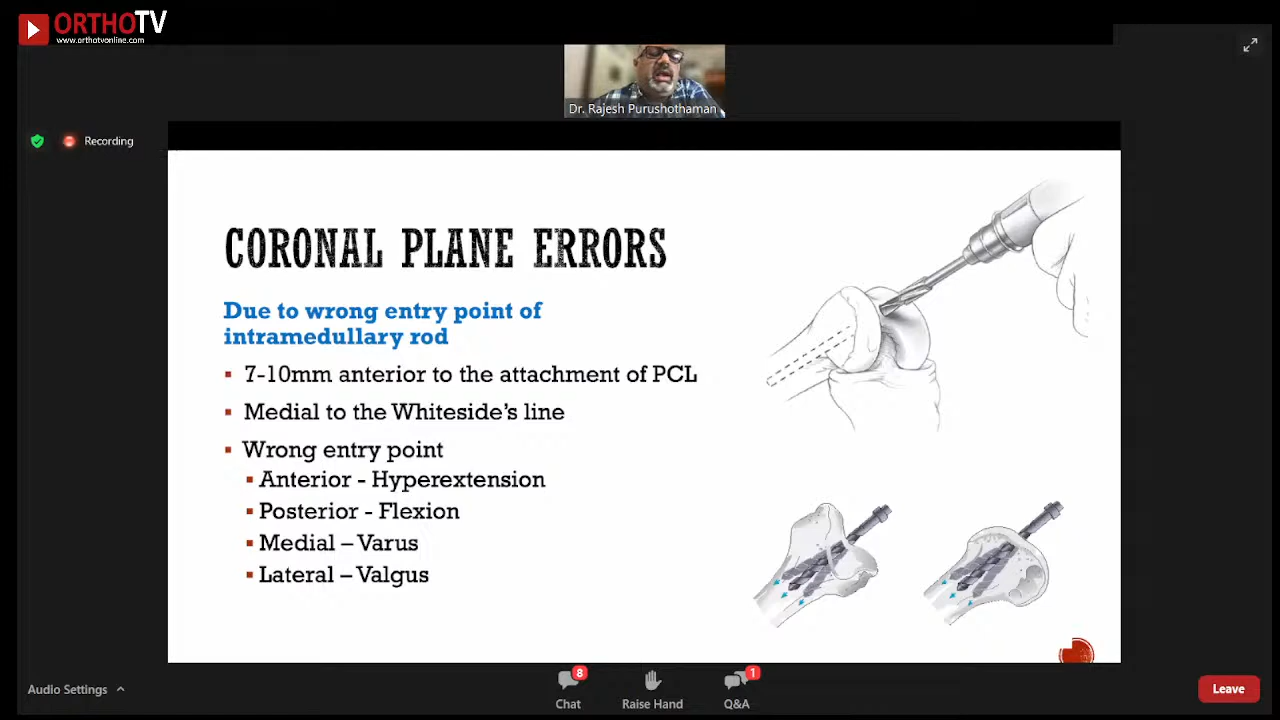 ORTHOTV
www.orthotvonline.com
Dr. Rajesh Purushothaman
Recording
CORONAL PLANE ERRORS
Due to wrong entry point of
intramedullary rod
▪ 7-10mm anterior to the attachment of PCL
▪ Medial to the Whiteside's line
▪ Wrong entry point
▪ Anterior - Hyperextension
▪ Posterior - Flexion
▪ Medial – Varus
▪ Lateral – Valgus
Audio Settings
8
Chat
Raise Hand
1
Q&A
Leave